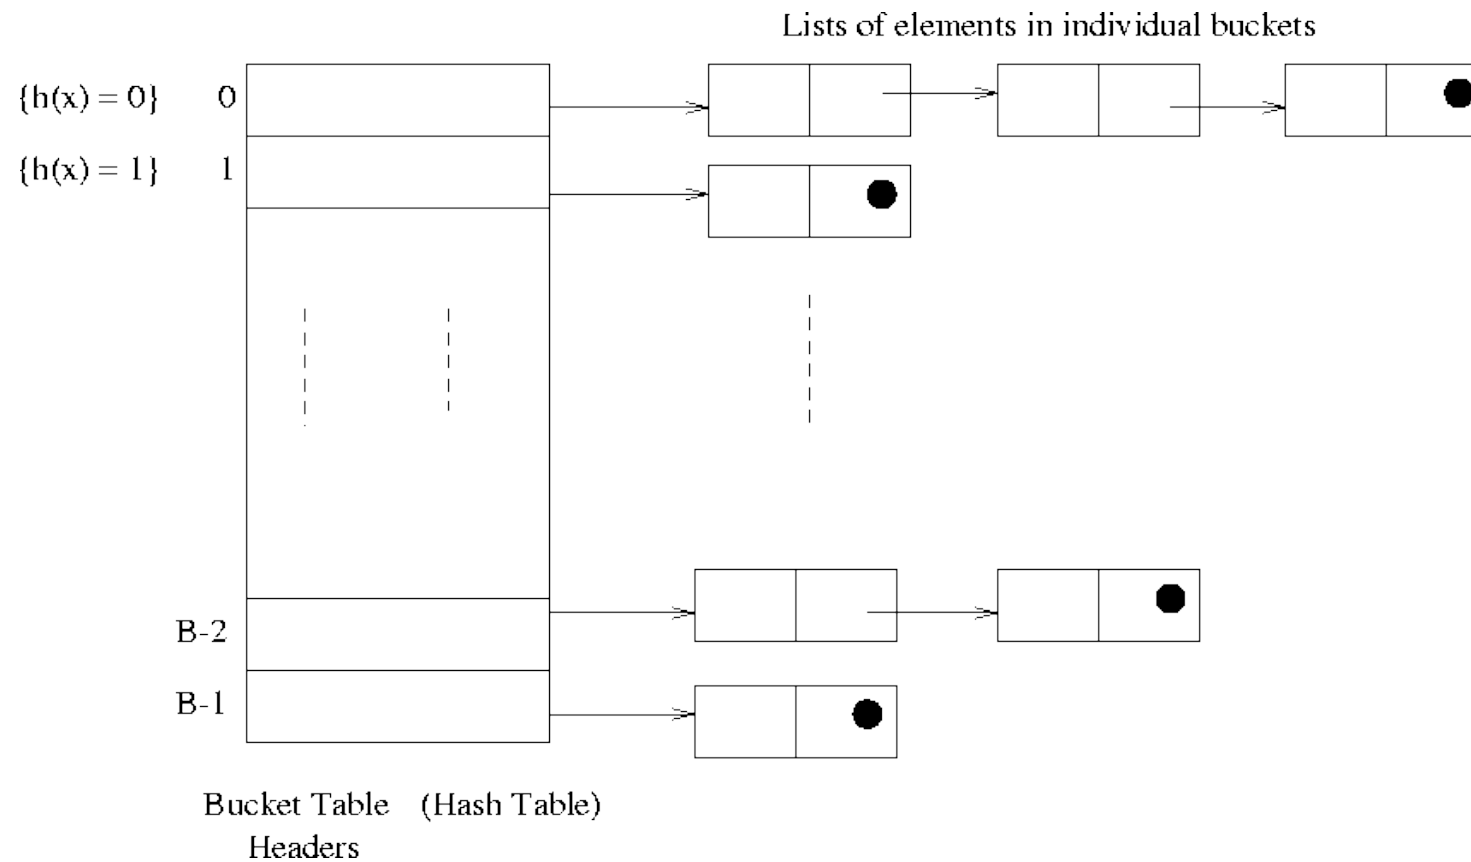 Lists of elements in individual buckets
{h(x) = 0} 0
{h(x) = 1} 1
B-2
B-1
Bucket Table (Hash Table)
Headers